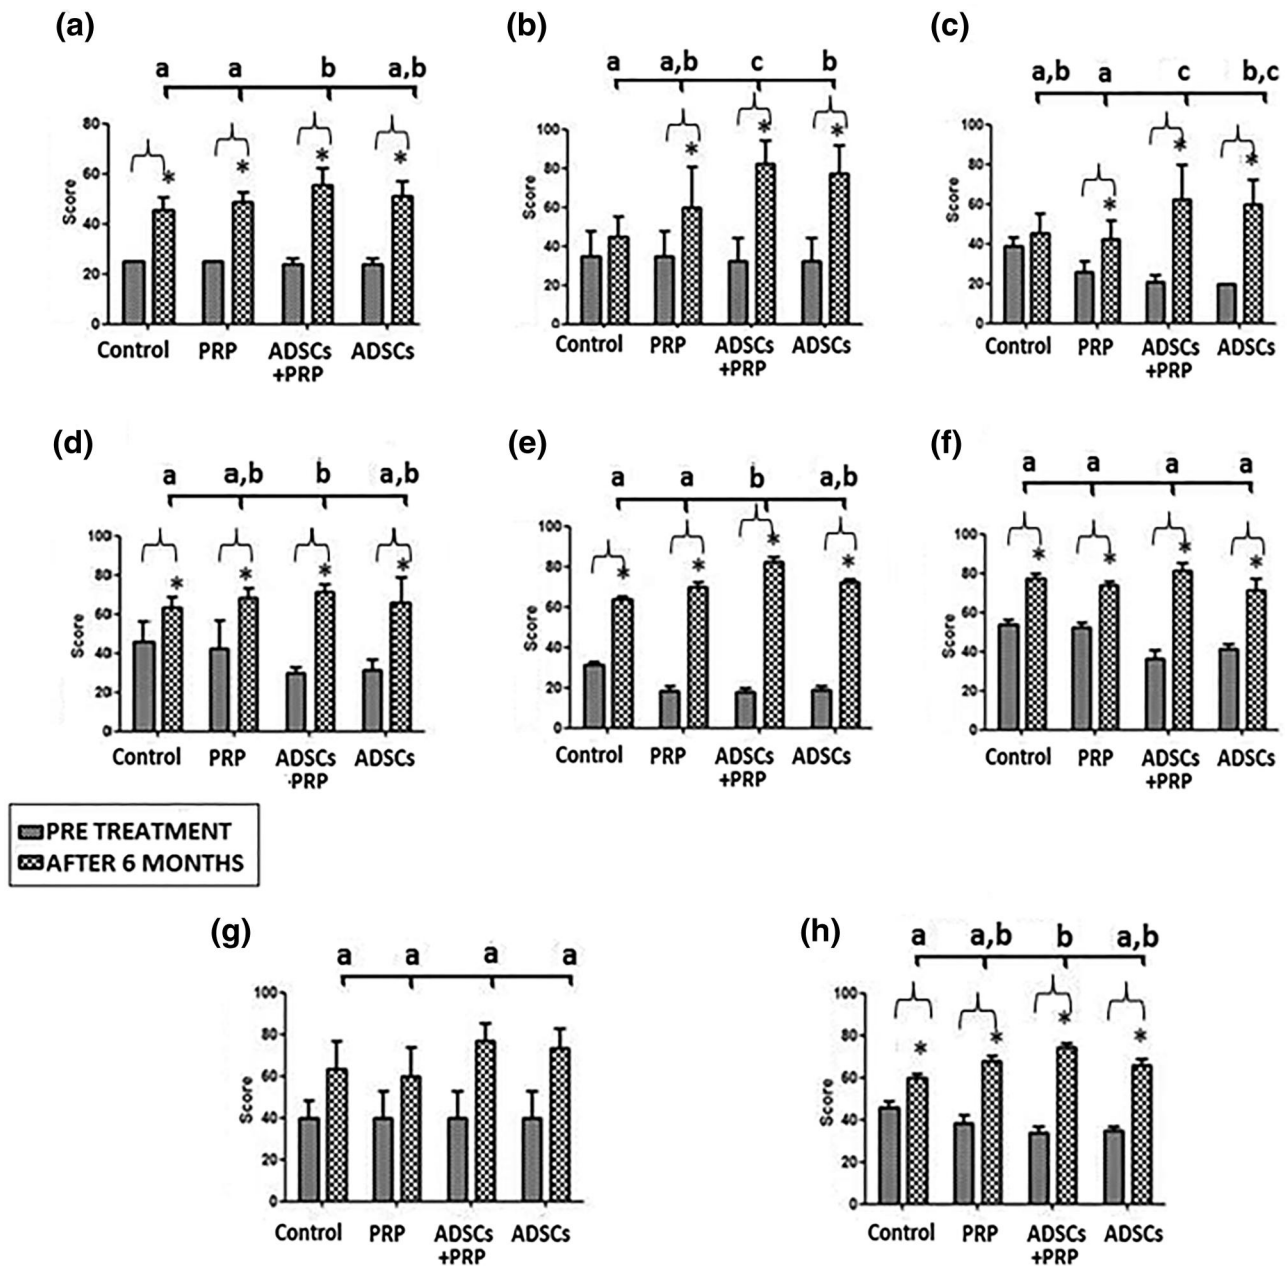 (a)
a a b a,b
80
60
40
20
0
Score
* * * *
Control PRP ADSCs ADSCs
+PRP
(b)
a a,b c b
100
80
60
40
20
0
Score
* * *
Control PRP ADSCs ADSCs
+PRP
(c)
a,b a c b,c
100
80
60
40
20
0
Score
* * *
Control PRP ADSCs ADSCs
+PRP
(d)
a a,b b a,b
100
80
60
40
20
0
Score
* * * *
Control PRP ADSCs ADSCs
PRP
(e)
a a b a,b
100
80
60
40
20
0
Score
* * * *
Control PRP ADSCs ADSCs
+PRP
(f)
a a a a
100
80
60
40
20
0
Score
* * * *
Control PRP ADSCs ADSCs
+PRP
PRE TREATMENT
AFTER 6 MONTHS
(g)
a a a a
100
80
60
40
20
0
Score
Control PRP ADSCs ADSCs
+PRP
(h)
a a,b b a,b
100
80
60
40
20
0
Score
* * * *
Control PRP ADSCs ADSCs
+PRP